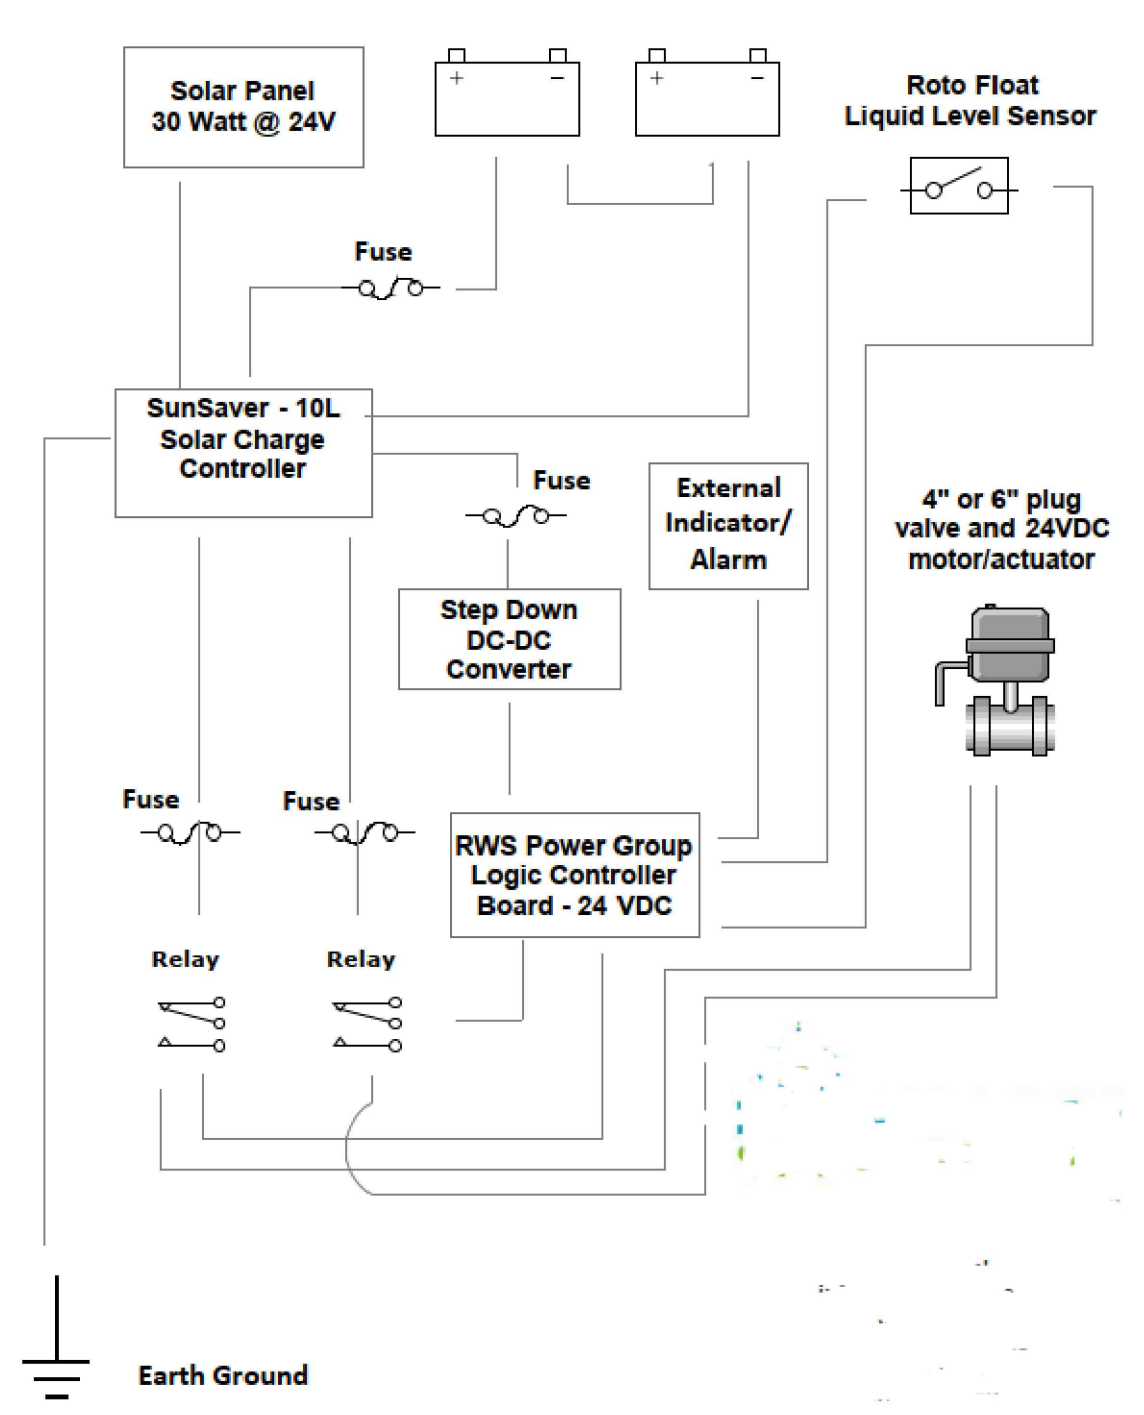 Solar Panel
30 Watt @ 24V
+ −
+ −
Roto Float
Liquid Level Sensor
Fuse
SunSaver - 10L
Solar Charge
Controller
Fuse
External
Indicator/
Alarm
4" or 6" plug
valve and 24VDC
motor/actuator
Step Down
DC-DC
Converter
Fuse
Fuse
RWS Power Group
Logic Controller
Board - 24 VDC
Relay
Relay
Earth Ground